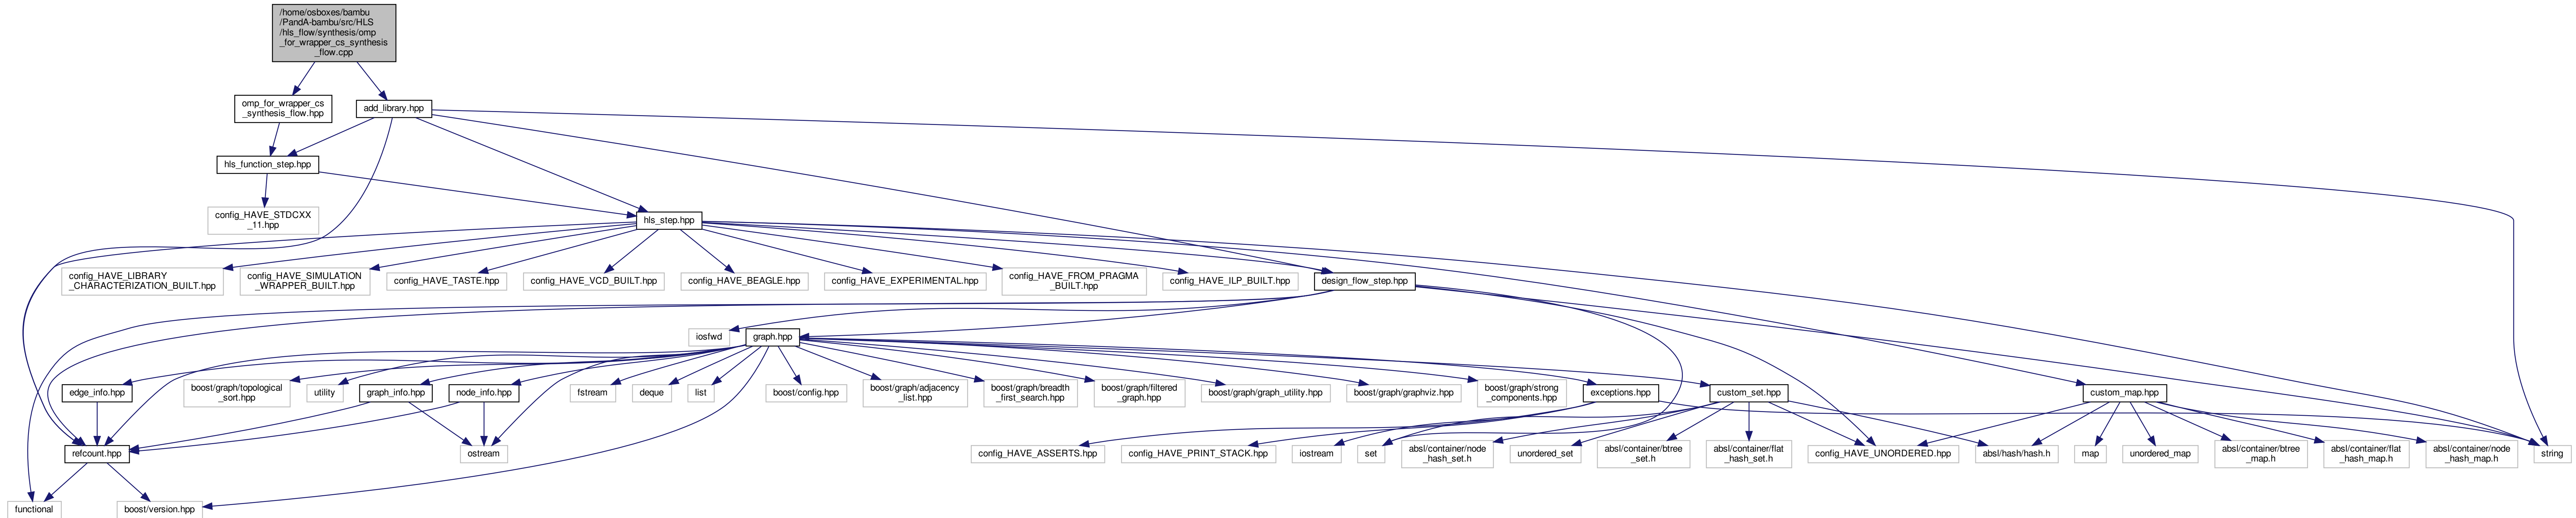 /home/osboxes/bambu
/PandA-bambu/src/HLS
/hls_flow/synthesis/omp
_for_wrapper_cs_synthesis
_flow.cpp
omp_for_wrapper_cs
_synthesis_flow.hpp
add_library.hpp
hls_function_step.hpp
config_HAVE_STDCXX
_11.hpp
hls_step.hpp
config_HAVE_LIBRARY
_CHARACTERIZATION_BUILT.hpp
config_HAVE_SIMULATION
_WRAPPER_BUILT.hpp
config_HAVE_TASTE.hpp
config_HAVE_VCD_BUILT.hpp
config_HAVE_BEAGLE.hpp
config_HAVE_EXPERIMENTAL.hpp
config_HAVE_FROM_PRAGMA
_BUILT.hpp
config_HAVE_ILP_BUILT.hpp
design_flow_step.hpp
iosfwd
graph.hpp
edge_info.hpp
boost/graph/topological
_sort.hpp
utility
graph_info.hpp
node_info.hpp
fstream
deque
list
boost/config.hpp
boost/graph/adjacency
_list.hpp
boost/graph/breadth
_first_search.hpp
boost/graph/filtered
_graph.hpp
boost/graph/graph_utility.hpp
boost/graph/graphviz.hpp
boost/graph/strong
_components.hpp
exceptions.hpp
custom_set.hpp
custom_map.hpp
refcount.hpp
ostream
config_HAVE_ASSERTS.hpp
config_HAVE_PRINT_STACK.hpp
iostream
set
absl/container/node
_hash_set.h
unordered_set
absl/container/btree
_set.h
absl/container/flat
_hash_set.h
config_HAVE_UNORDERED.hpp
absl/hash/hash.h
map
unordered_map
absl/container/btree
_map.h
absl/container/flat
_hash_map.h
absl/container/node
_hash_map.h
string
functional
boost/version.hpp